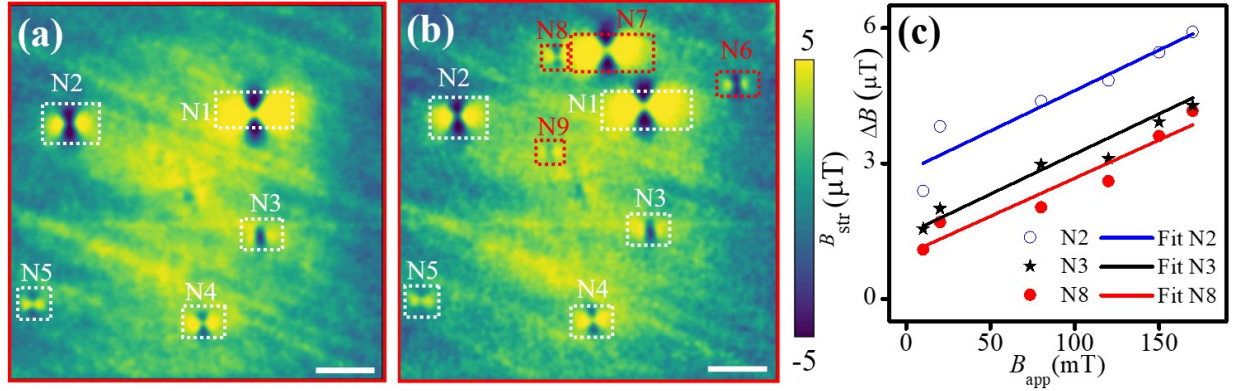 (a)
N2
N1
N3
N5
N4
(b)
N8
N7
N6
N2
N1
N9
N3
N5
N4
5
-5
B_str (µT)
(c)
6
3
0
ΔB (µT)
N2 Fit N2
N3 Fit N3
N8 Fit N8
0 50 100 150
B_app (mT)